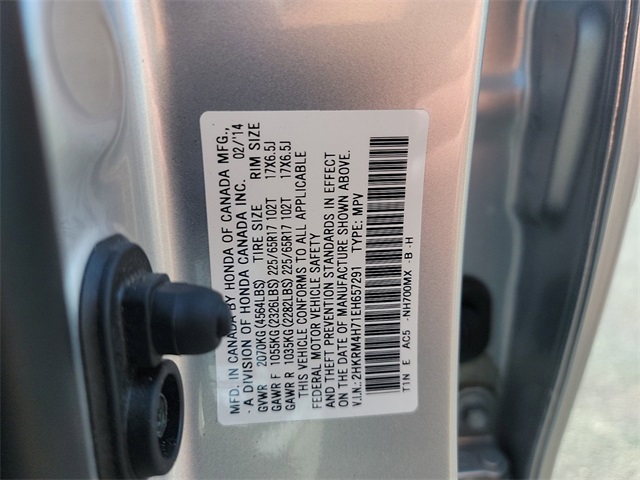 MFD. IN CANADA BY HONDA OF CANADA MFG.,
- A DIVISION OF HONDA CANADA INC. 02/'14
GVWR 2070KG(4564LBS) TIRE SIZE RIM SIZE
GAWR F 1055KG(2326LBS) 225/65R17 102T 17X6.5J
GAWR R 1035KG(2282LBS) 225/65R17 102T 17X6.5J
THIS VEHICLE CONFORMS TO ALL APPLICABLE
FEDERAL MOTOR VEHICLE SAFETY
AND THEFT PREVENTION STANDARDS IN EFFECT
ON THE DATE OF MANUFACTURE SHOWN ABOVE.
V.I.N.: 2HKRM4H71EH657291 TYPE: MPV
TT1N E AC5 -NH700MX -B-H